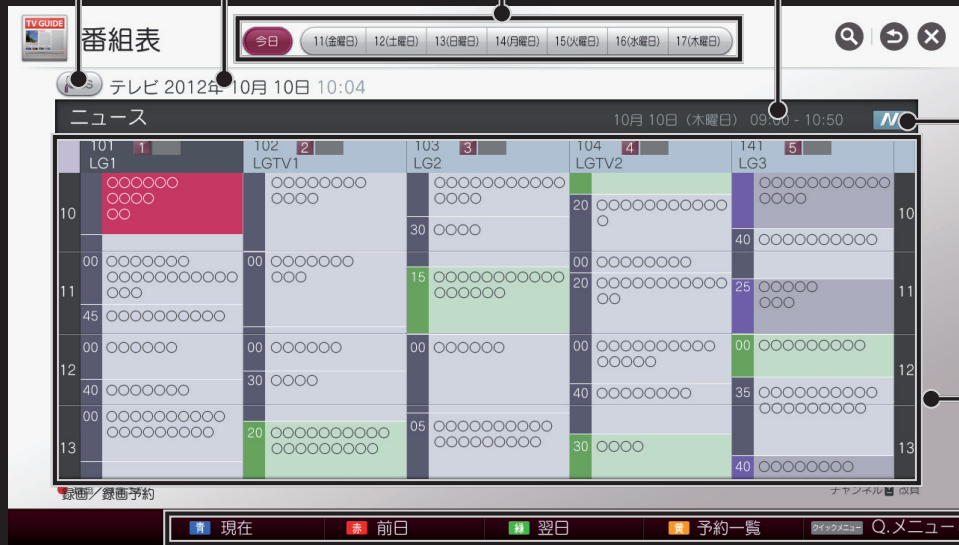 TV GUIDE
番組表
今日 11(金曜日) 12(土曜日) 13(日曜日) 14(月曜日) 15(火曜日) 16(水曜日) 17(木曜日)
テレビ 2012年 10月 10日 10:04
ニュース 10月 10日（木曜日） 09:00 - 10:50 N
101 1 102 2 103 3 104 4 141 5
LG1 LGTV1 LG2 LGTV2 LG3
10 ○○○○○○ ○○○○○○○○ ○○○○○○○○○○○ ○○○○○○○○○○○ 10
○○○○ ○○○○ ○○○○ 20 ○○○○○○○○○○○ ○○○○
○○ 30 ○○○○ ○ 40 ○○○○○○○○○○
00 ○○○○○○○ 00 ○○○○○○○ 00 ○○○○○○○○
11 ○○○○○○○○○○○ ○○○ 15 ○○○○○○○○○○○ 20 ○○○○○○○○○○○ 25 ○○○○○ 11
○○○ ○○○○○○ ○○ ○○○
45 ○○○○○○○○○○
12 00 ○○○○○○ 00 ○○○○○○ 00 ○○○○○○ 00 ○○○○○○○○○○ 00 ○○○○○○○○○ 12
○○○○○
40 ○○○○○○○ 30 ○○○○ 40 ○○○○○○○○ 35 ○○○○○○○○○○
○○○○○○○○○
13 00 ○○○○○○○○○○ 20 ○○○○○○○○○○ 05 ○○○○○○○○○○ 30 ○○○○ 13
○○○○○○○○○ ○○○○○○○○○ ○○○○○○○○○ 40 ○○○○○○○○
録画／録画予約 チャンネル 改頁
青 現在 赤 前日 緑 翌日 黄 予約一覧 クイックメニュー Q.メニュー